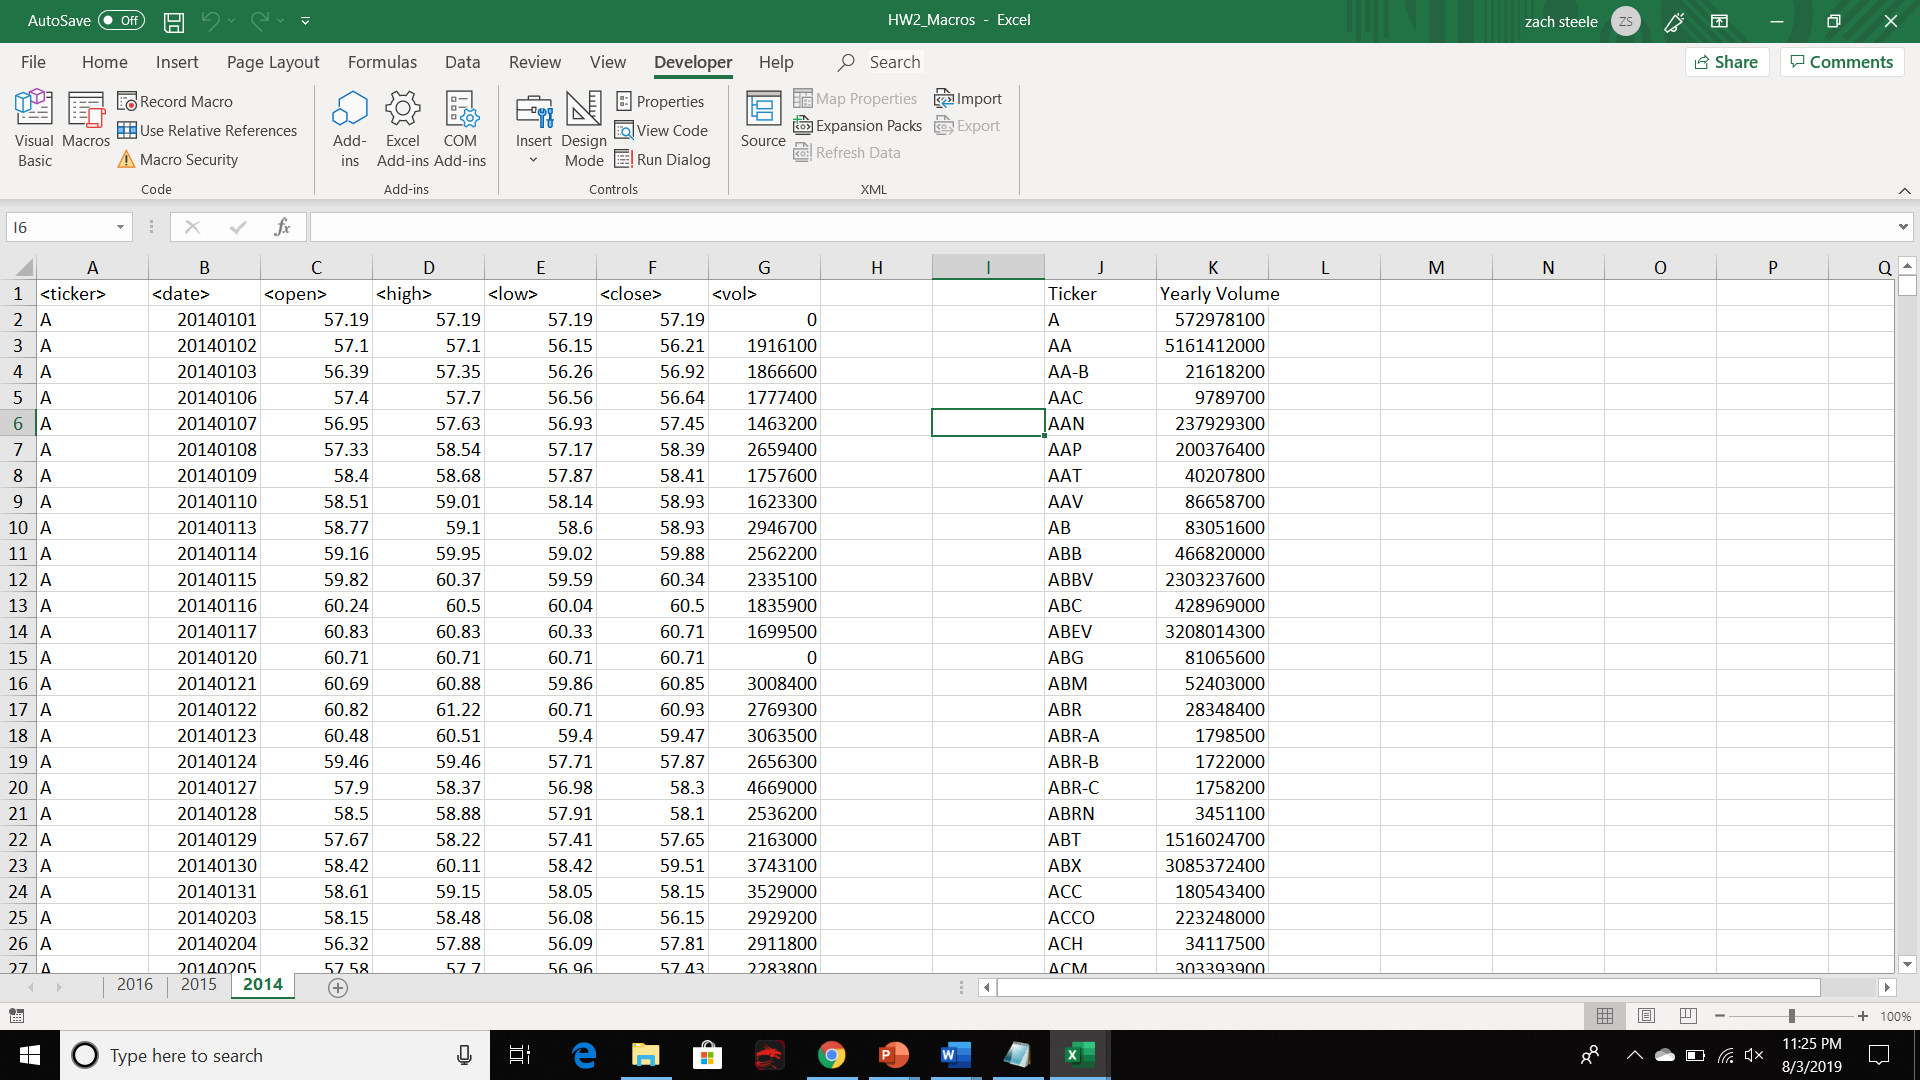 AutoSave Off HW2_Macros - Excel zach steele ZS
File Home Insert Page Layout Formulas Data Review View Developer Help Search Share Comments
Visual Basic Macros Record Macro Use Relative References Macro Security
Add-ins Excel Add-ins COM Add-ins
Insert Design Mode Properties View Code Run Dialog
Source Map Properties Expansion Packs Refresh Data Import Export
Code Add-ins Controls XML
I6 fx
A B C D E F G H I J K L M N O P Q
1 <ticker> <date> <open> <high> <low> <close> <vol> Ticker Yearly Volume
2 A 20140101 57.19 57.19 57.19 57.19 0 A 572978100
3 A 20140102 57.1 57.1 56.15 56.21 1916100 AA 5161412000
4 A 20140103 56.39 57.35 56.26 56.92 1866600 AA-B 21618200
5 A 20140106 57.4 57.7 56.56 56.64 1777400 AAC 9789700
6 A 20140107 56.95 57.63 56.93 57.45 1463200 AAN 237929300
7 A 20140108 57.33 58.54 57.17 58.39 2659400 AAP 200376400
8 A 20140109 58.4 58.68 57.87 58.41 1757600 AAT 40207800
9 A 20140110 58.51 59.01 58.14 58.93 1623300 AAV 86658700
10 A 20140113 58.77 59.1 58.6 58.93 2946700 AB 83051600
11 A 20140114 59.16 59.95 59.02 59.88 2562200 ABB 466820000
12 A 20140115 59.82 60.37 59.59 60.34 2335100 ABBV 2303237600
13 A 20140116 60.24 60.5 60.04 60.5 1835900 ABC 428969000
14 A 20140117 60.83 60.83 60.33 60.71 1699500 ABEV 3208014300
15 A 20140120 60.71 60.71 60.71 60.71 0 ABG 81065600
16 A 20140121 60.69 60.88 59.86 60.85 3008400 ABM 52403000
17 A 20140122 60.82 61.22 60.71 60.93 2769300 ABR 28348400
18 A 20140123 60.48 60.51 59.4 59.47 3063500 ABR-A 1798500
19 A 20140124 59.46 59.46 57.71 57.87 2656300 ABR-B 1722000
20 A 20140127 57.9 58.37 56.98 58.3 4669000 ABR-C 1758200
21 A 20140128 58.5 58.88 57.91 58.1 2536200 ABRN 3451100
22 A 20140129 57.67 58.22 57.41 57.65 2163000 ABT 1516024700
23 A 20140130 58.42 60.11 58.42 59.51 3743100 ABX 3085372400
24 A 20140131 58.61 59.15 58.05 58.15 3529000 ACC 180543400
25 A 20140203 58.15 58.48 56.08 56.15 2929200 ACCO 223248000
26 A 20140204 56.32 57.88 56.09 57.81 2911800 ACH 34117500
27 A 20140205 57.58 57.7 56.96 57.43 2283800 ACM 303393900
2016 2015 2014
100%
Type here to search 11:25 PM
8/3/2019